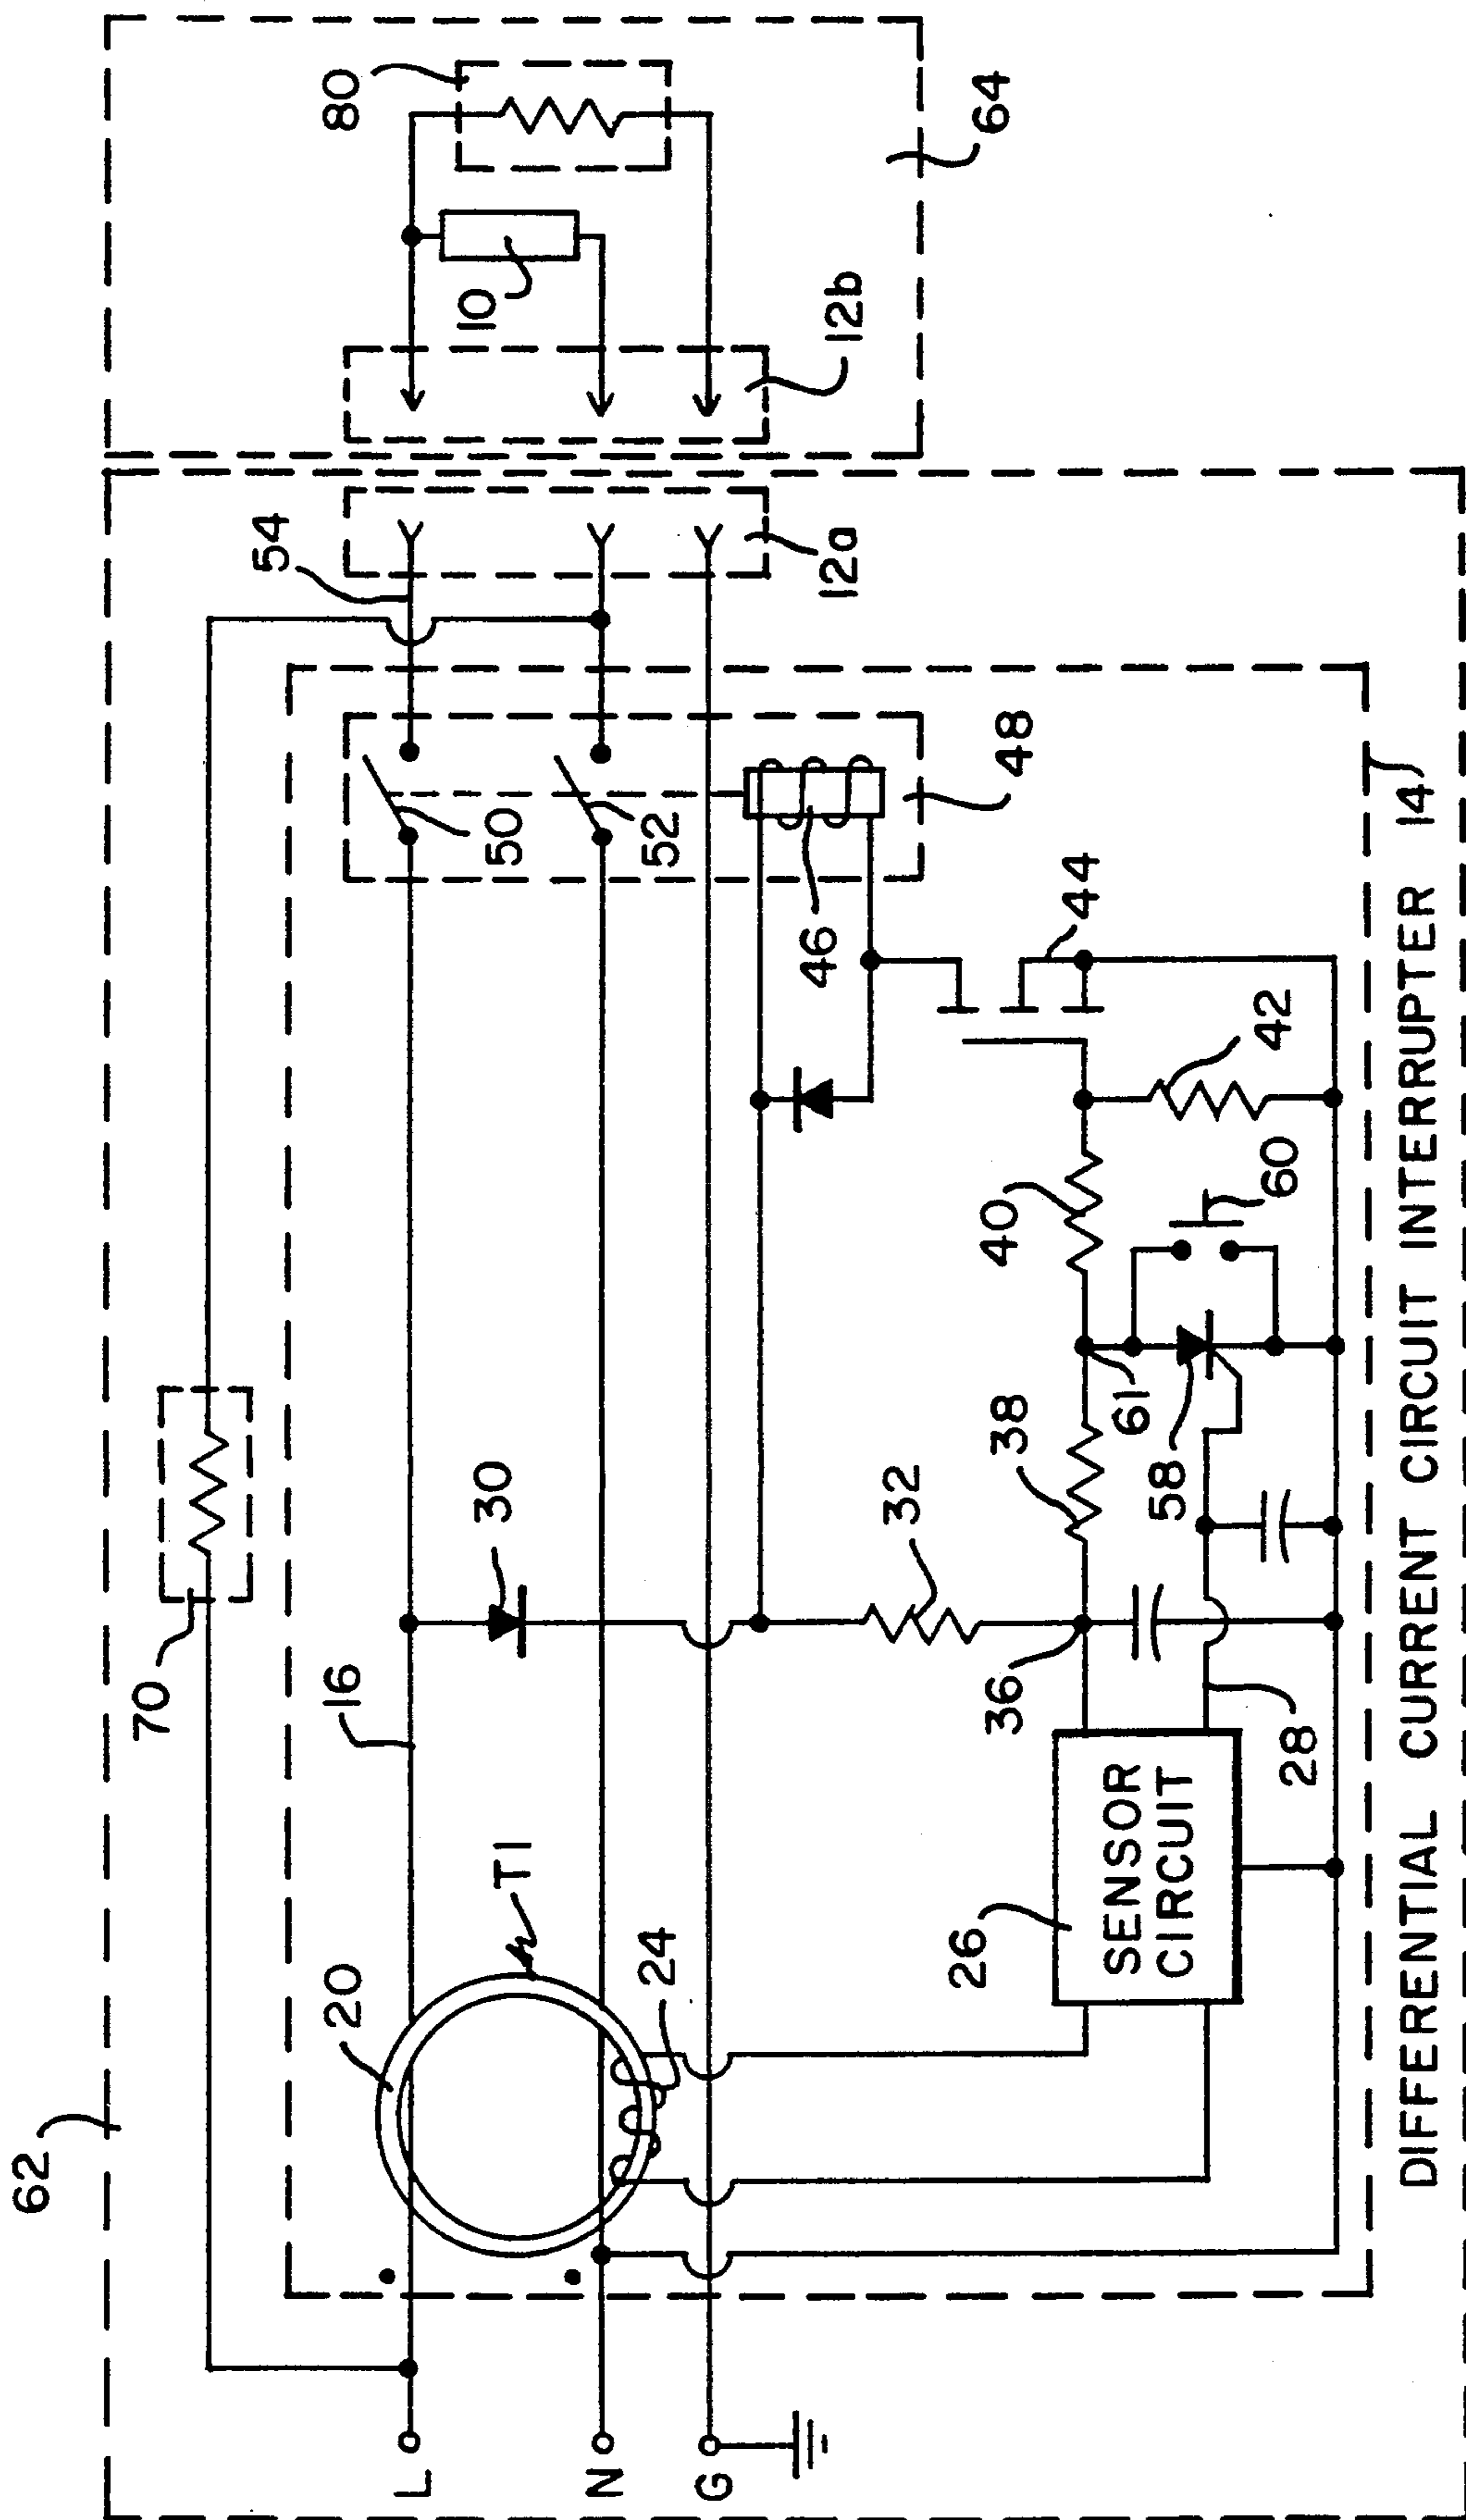 62
70
80
54
10
64
12b
12a
16
20
T1
24
30
50
52
46
48
32
44
26
SENSOR
CIRCUIT
36
28
38
61
58
40
60
42
L
N
G
DIFFERENTIAL CURRENT CIRCUIT INTERRUPTER 14